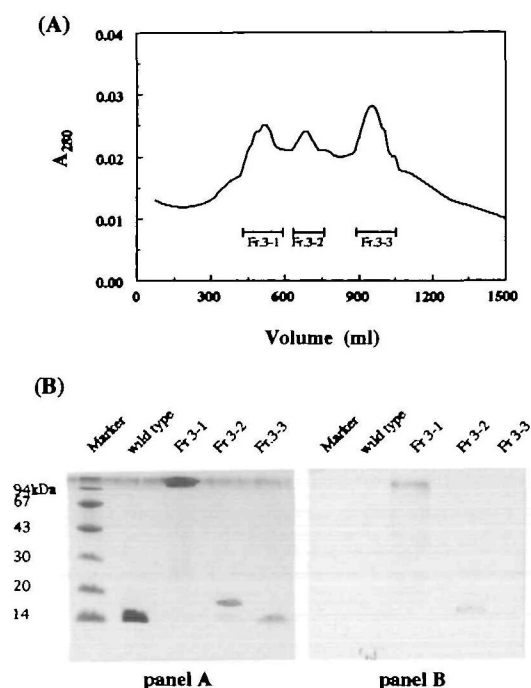 (A)
0.04
0.03
0.02
0.01
0.00
A280
Fr.3-1
Fr.3-2
Fr.3-3
0
300
600
900
1200
1500
Volume (ml)
(B)
Marker
wild type
Fr 3-1
Fr 3-2
Fr 3-3
Marker
wild type
Fr 3-1
Fr 3-2
Fr 3-3
94kDa
67
43
30
20
14
panel A
panel B